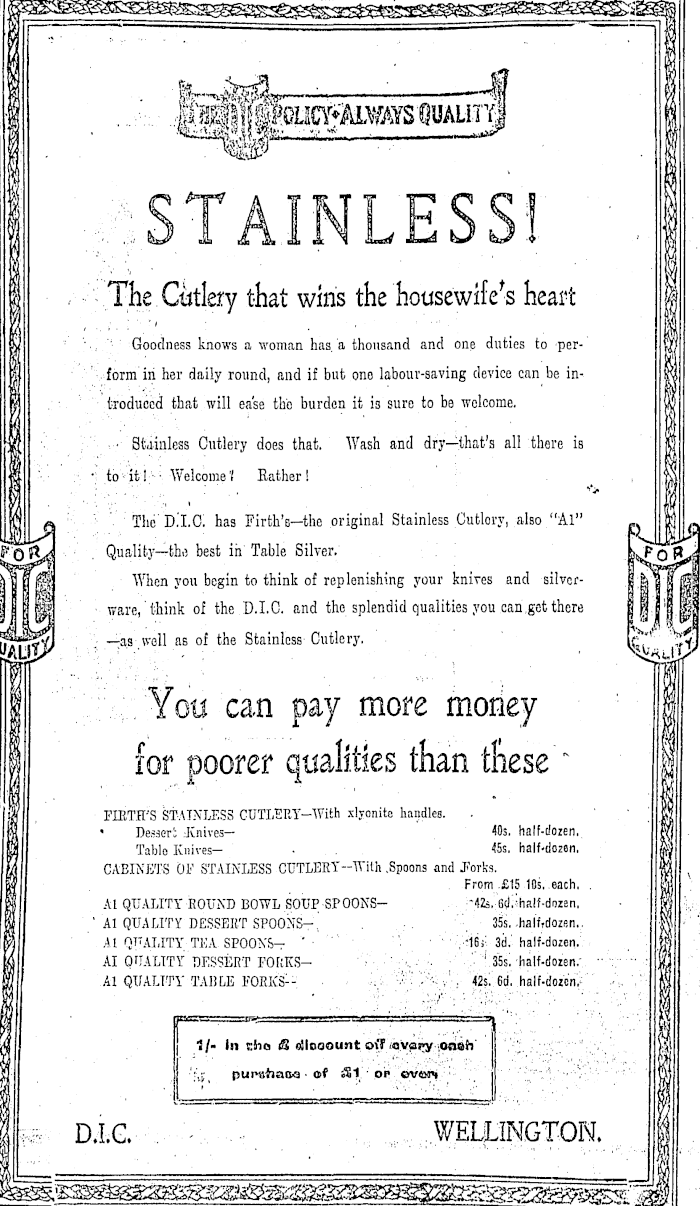 THE DIC POLICY • ALWAYS QUALITY
STAINLESS!
The Cutlery that wins the housewife's heart
Goodness knows a woman has a thousand and one duties to per-
form in her daily round, and if but one labour-saving device can be in-
troduced that will ease the burden it is sure to be welcome.
Stainless Cutlery does that. Wash and dry—that's all there is
to it! Welcome? Rather!
The D.I.C. has Firth's—the original Stainless Cutlery, also "A1"
Quality—the best in Table Silver.
When you begin to think of replenishing your knives and silver-
ware, think of the D.I.C. and the splendid qualities you can get there
—as well as of the Stainless Cutlery.
FOR
DIC
QUALITY
FOR
DIC
QUALITY
You can pay more money
for poorer qualities than these
FIRTH'S STAINLESS CUTLERY—With xlyonite handles.
Dessert Knives— 40s. half-dozen.
Table Knives— 45s. half-dozen.
CABINETS OF STAINLESS CUTLERY—With Spoons and Forks.
From £15 10s. each.
A1 QUALITY ROUND BOWL SOUP SPOONS— 42s. 6d. half-dozen.
A1 QUALITY DESSERT SPOONS— 35s. half-dozen.
A1 QUALITY TEA SPOONS— 16s 3d. half-dozen.
A1 QUALITY DESSERT FORKS— 35s. half-dozen.
A1 QUALITY TABLE FORKS— 42s. 6d. half-dozen.
1/- in the £ discount off every cash
purchase of £1 or over.
D.I.C. WELLINGTON.